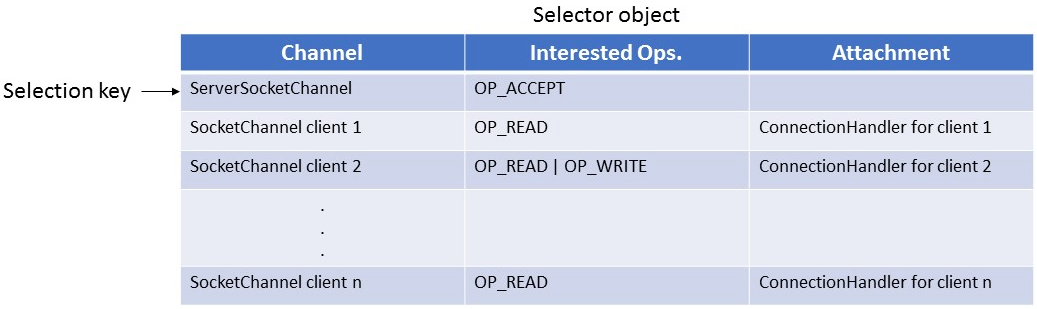 Selector object
Channel Interested Ops. Attachment
Selection key ServerSocketChannel OP_ACCEPT
SocketChannel client 1 OP_READ ConnectionHandler for client 1
SocketChannel client 2 OP_READ | OP_WRITE ConnectionHandler for client 2
.
.
.
SocketChannel client n OP_READ ConnectionHandler for client n